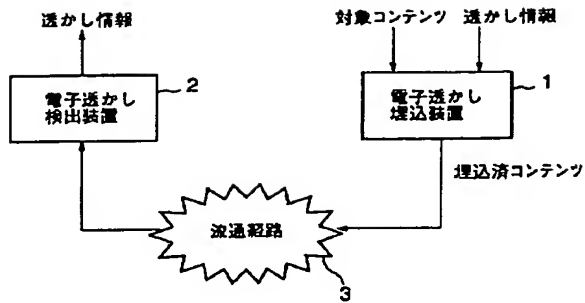 透かし情報
対象コンテンツ 透かし情報
2
電子透かし
検出装置
1
電子透かし
埋込装置
埋込済コンテンツ
流通経路
3